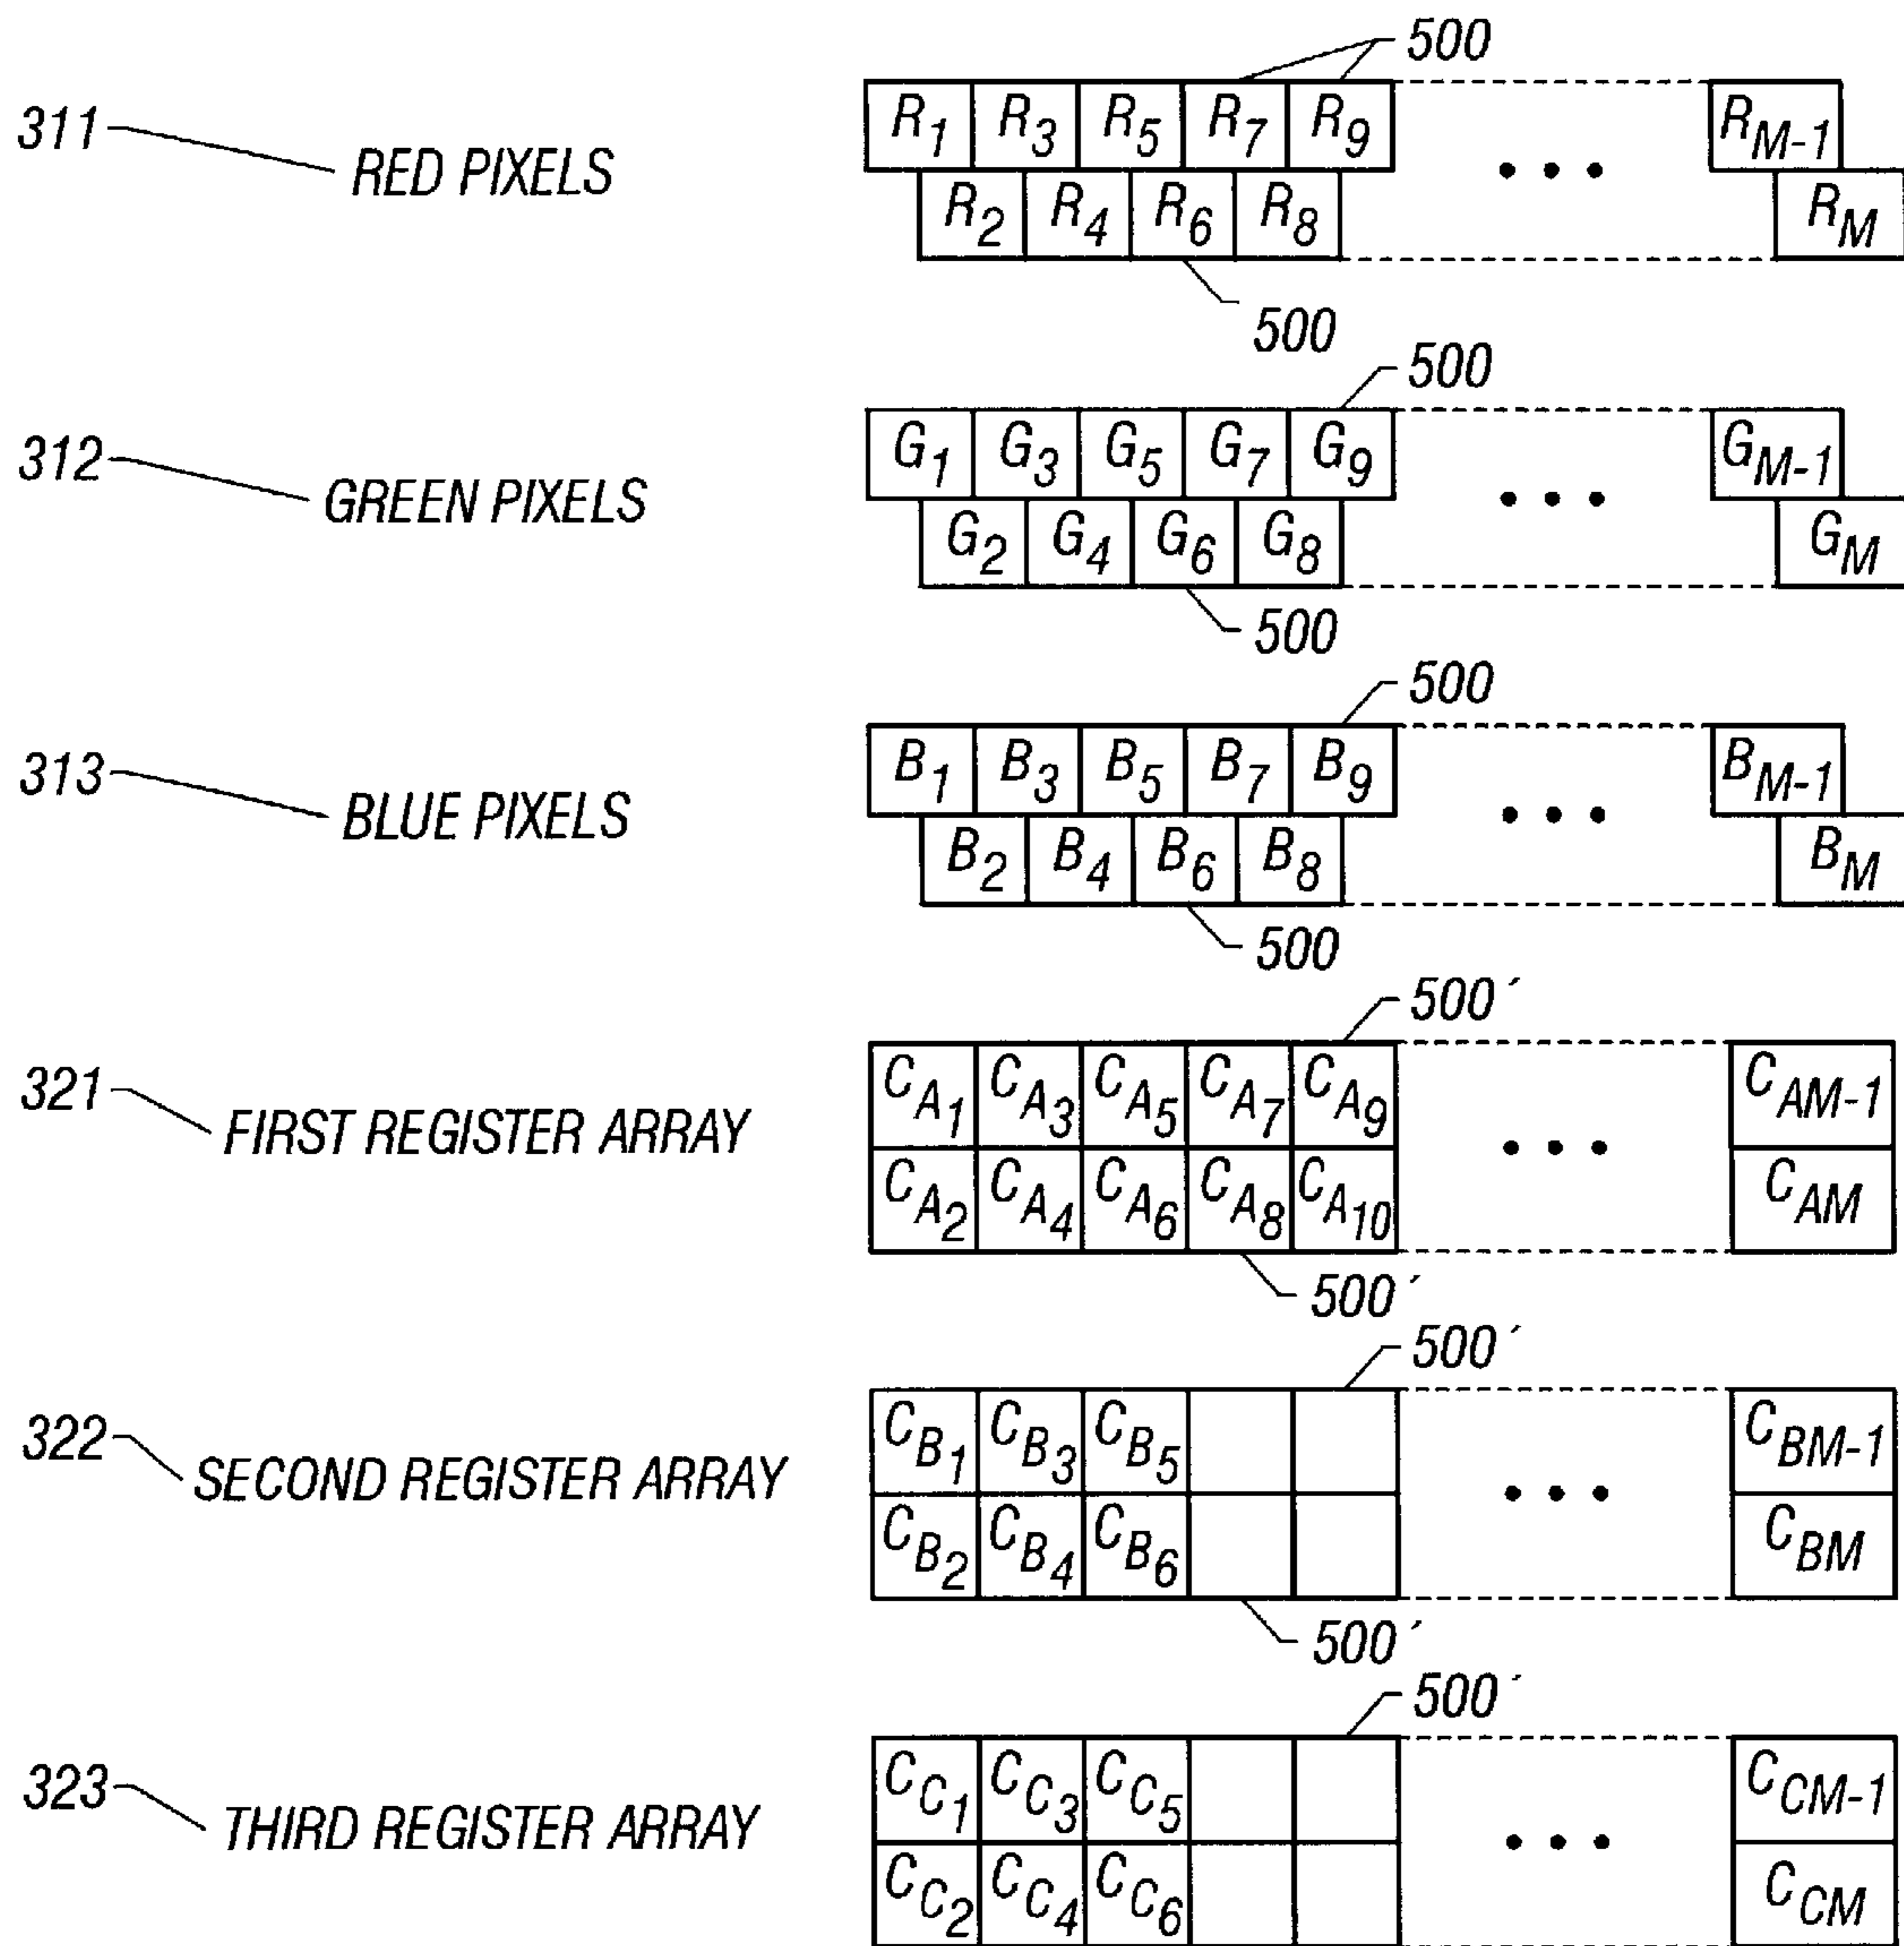 500
311 RED PIXELS R1 R3 R5 R7 R9 • • • RM-1
R2 R4 R6 R8 RM
500
500
312 GREEN PIXELS G1 G3 G5 G7 G9 • • • GM-1
G2 G4 G6 G8 GM
500
500
313 BLUE PIXELS B1 B3 B5 B7 B9 • • • BM-1
B2 B4 B6 B8 BM
500
500´
321 FIRST REGISTER ARRAY CA1 CA3 CA5 CA7 CA9 • • • CAM-1
CA2 CA4 CA6 CA8 CA10 CAM
500´
500´
322 SECOND REGISTER ARRAY CB1 CB3 CB5 • • • CBM-1
CB2 CB4 CB6 CBM
500´
500´
323 THIRD REGISTER ARRAY CC1 CC3 CC5 • • • CCM-1
CC2 CC4 CC6 CCM